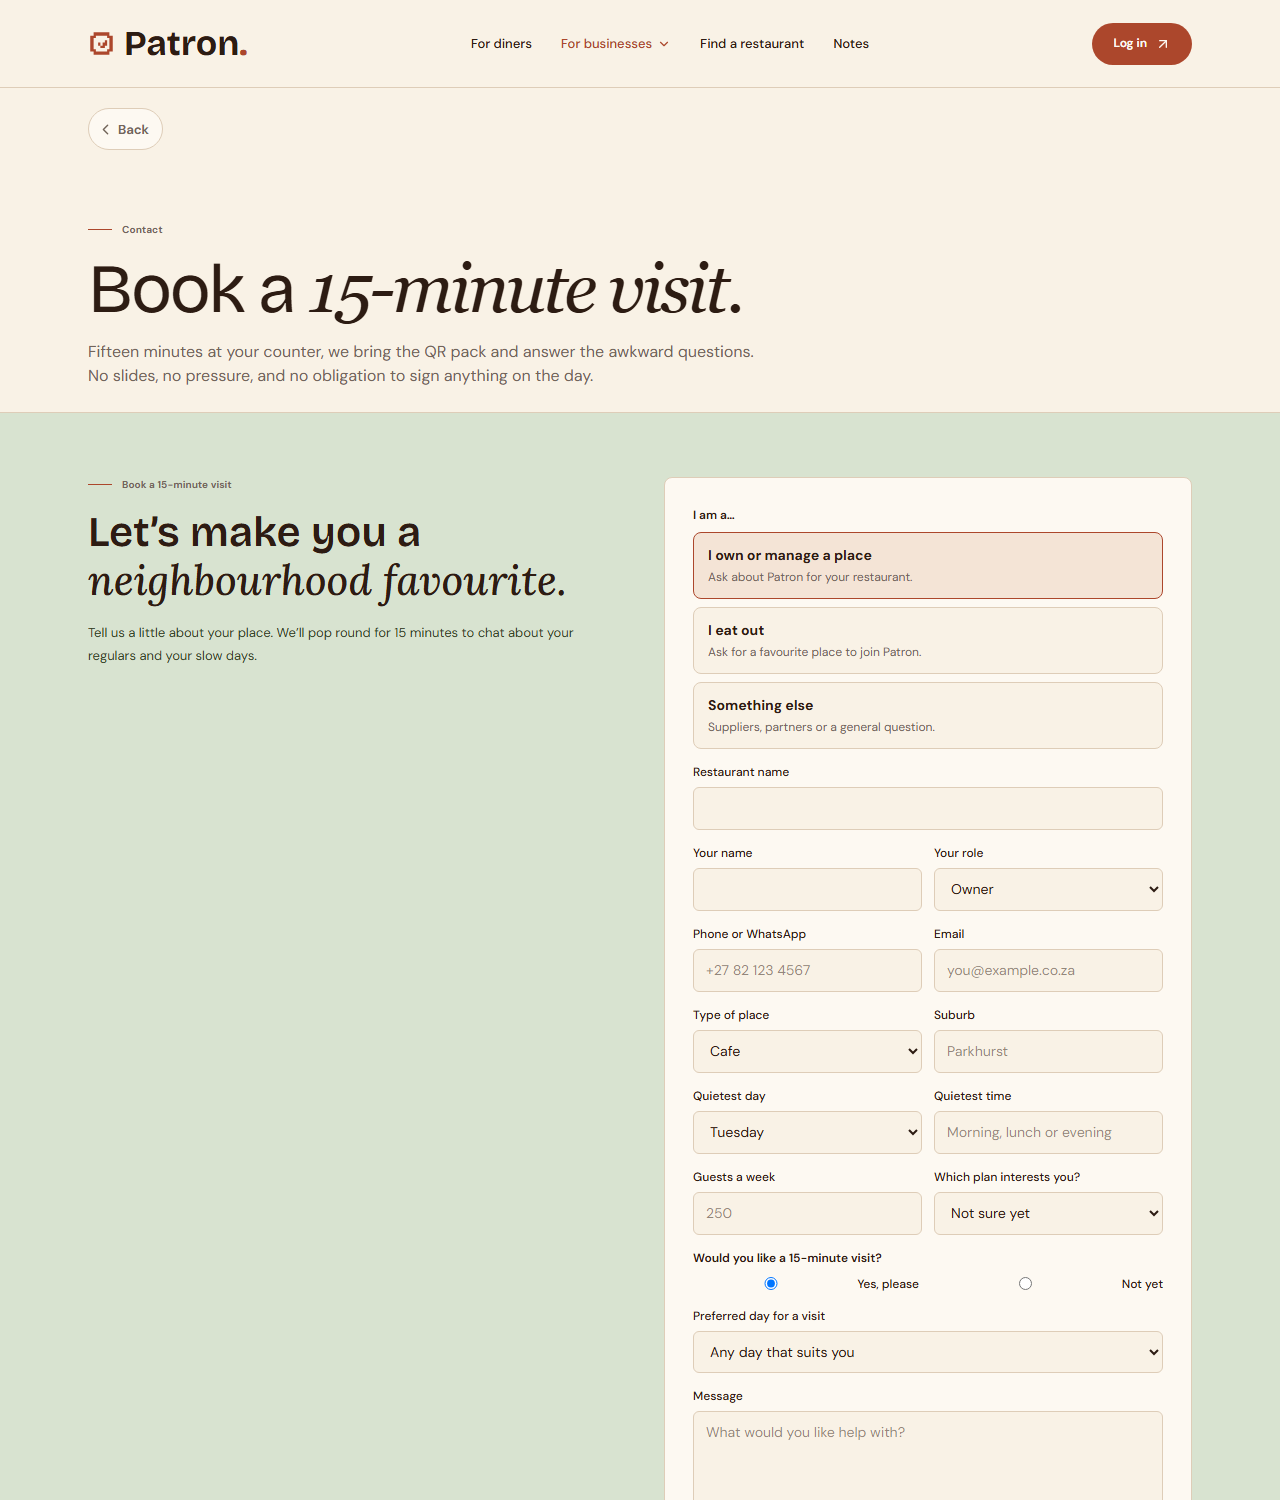 Patron.
For diners
For businesses
Find a restaurant
Notes
Log in
Back
Contact
Book a 15-minute visit.
Fifteen minutes at your counter, we bring the QR pack and answer the awkward questions.
No slides, no pressure, and no obligation to sign anything on the day.
Book a 15-minute visit
Let’s make you a
neighbourhood favourite.
Tell us a little about your place. We’ll pop round for 15 minutes to chat about your
regulars and your slow days.
I am a...
I own or manage a place
Ask about Patron for your restaurant.
I eat out
Ask for a favourite place to join Patron.
Something else
Suppliers, partners or a general question.
Restaurant name
Your name
Your role
Owner
Phone or WhatsApp
Email
+27 82 123 4567
you@example.co.za
Type of place
Suburb
Cafe
Parkhurst
Quietest day
Quietest time
Tuesday
Morning, lunch or evening
Guests a week
Which plan interests you?
250
Not sure yet
Would you like a 15-minute visit?
Yes, please
Not yet
Preferred day for a visit
Any day that suits you
Message
What would you like help with?